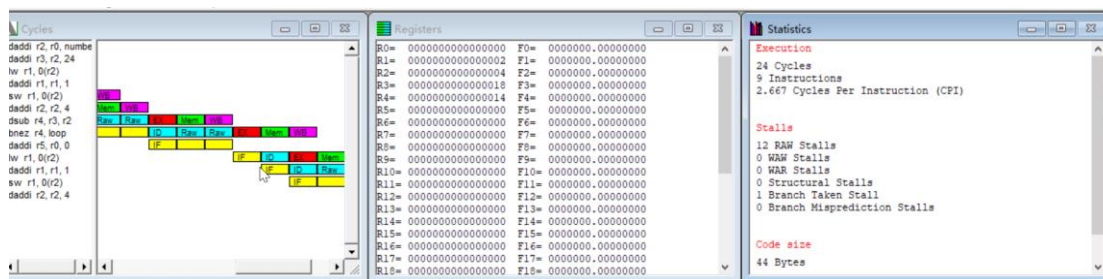 Cycles
daddi r2, r0, numbe
daddi r3, r2, 24
lw r1, 0(r2)
daddi r1, r1, 1
sw r1, 0(r2)
daddi r2, r2, 4
dsub r4, r3, r2
bnez r4, loop
daddi r5, r0, 0
lw r1, 0(r2)
daddi r1, r1, 1
sw r1, 0(r2)
daddi r2, r2, 4
WB
Mem WB
Raw Raw EX Mem WB
ID Raw Raw EX Mem WB
IF
IF ID EX Mem
IF ID Raw
IF
Registers
R0= 0000000000000000 F0= 0000000.00000000
R1= 0000000000000002 F1= 0000000.00000000
R2= 0000000000000004 F2= 0000000.00000000
R3= 0000000000000018 F3= 0000000.00000000
R4= 0000000000000014 F4= 0000000.00000000
R5= 0000000000000000 F5= 0000000.00000000
R6= 0000000000000000 F6= 0000000.00000000
R7= 0000000000000000 F7= 0000000.00000000
R8= 0000000000000000 F8= 0000000.00000000
R9= 0000000000000000 F9= 0000000.00000000
R10= 0000000000000000 F10= 0000000.00000000
R11= 0000000000000000 F11= 0000000.00000000
R12= 0000000000000000 F12= 0000000.00000000
R13= 0000000000000000 F13= 0000000.00000000
R14= 0000000000000000 F14= 0000000.00000000
R15= 0000000000000000 F15= 0000000.00000000
R16= 0000000000000000 F16= 0000000.00000000
R17= 0000000000000000 F17= 0000000.00000000
R18= 0000000000000000 F18= 0000000.00000000
Statistics
Execution
24 Cycles
9 Instructions
2.667 Cycles Per Instruction (CPI)
Stalls
12 RAW Stalls
0 WAW Stalls
0 WAR Stalls
0 Structural Stalls
1 Branch Taken Stall
0 Branch Misprediction Stalls
Code size
44 Bytes